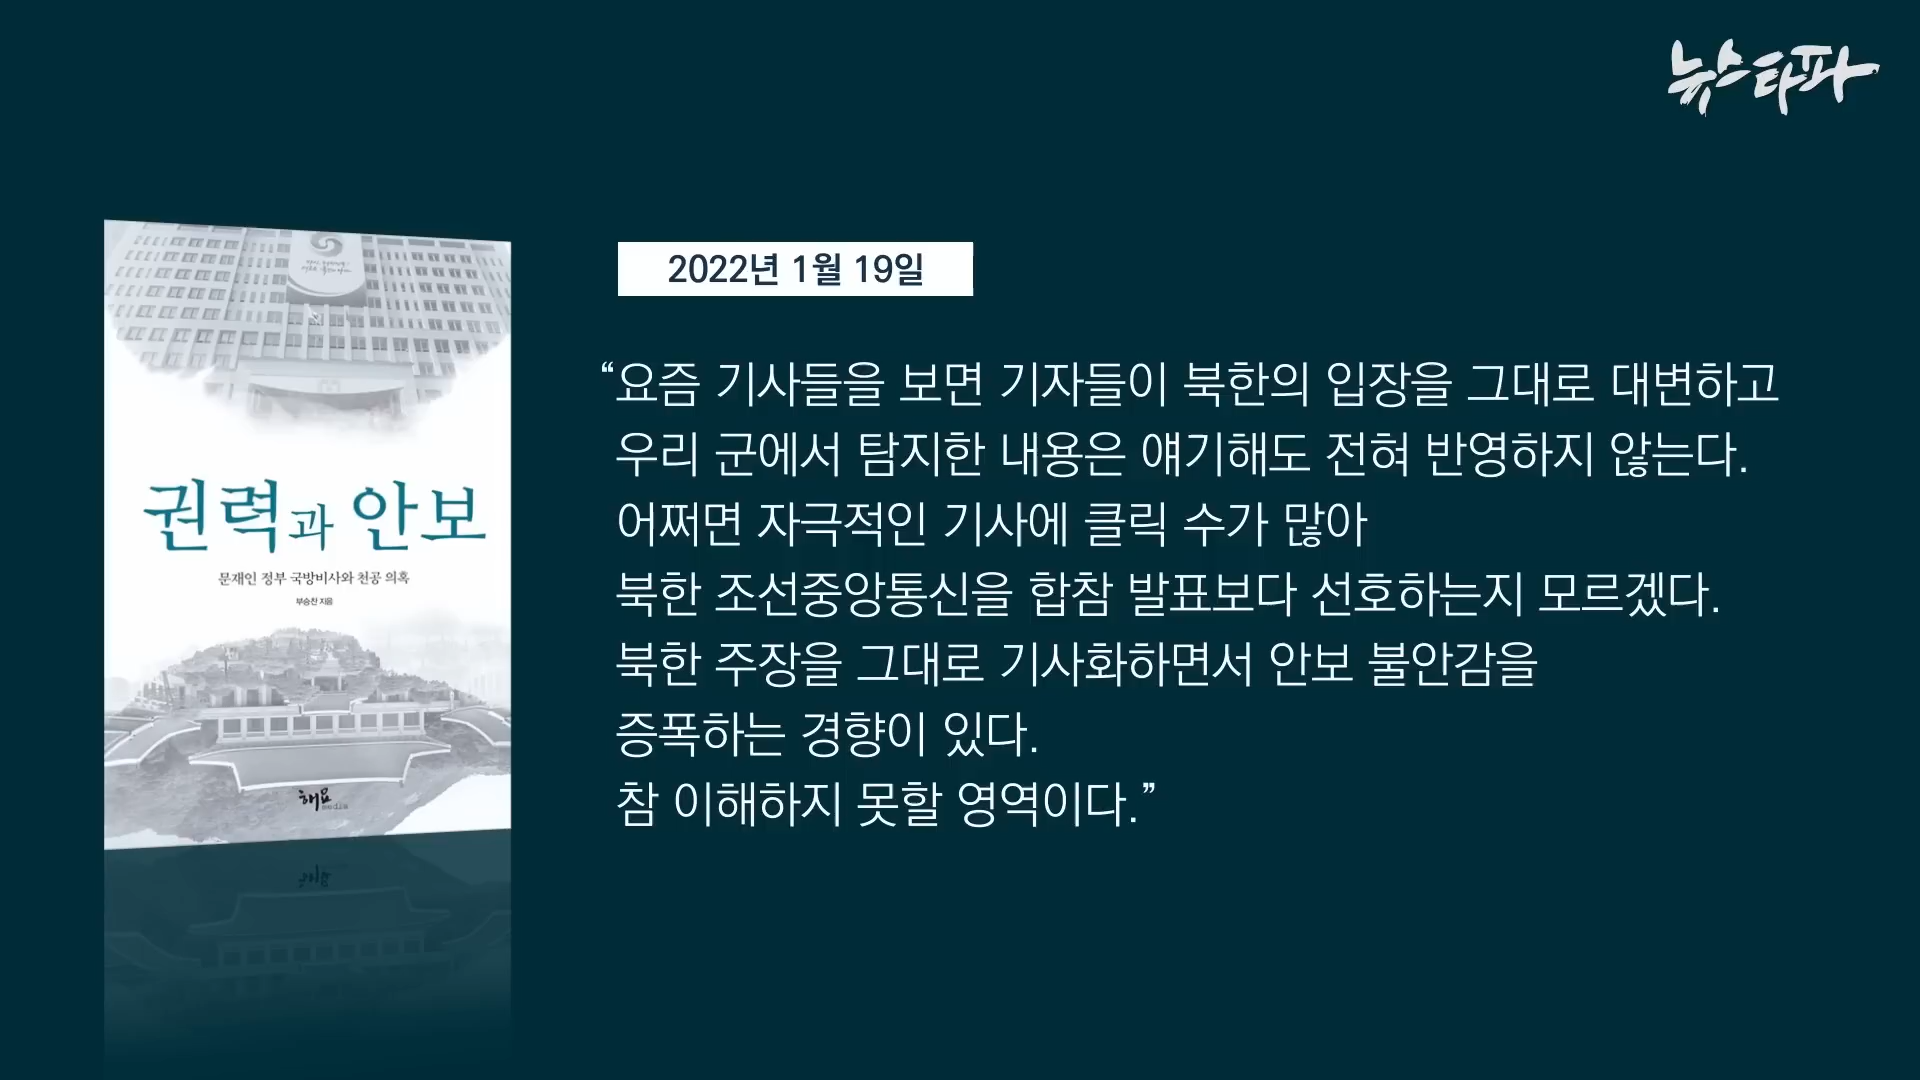 뉴스타파
2022년 1월 19일
“요즘 기사들을 보면 기자들이 북한의 입장을 그대로 대변하고
우리 군에서 탐지한 내용은 얘기해도 전혀 반영하지 않는다.
어쩌면 자극적인 기사에 클릭 수가 많아
북한 조선중앙통신을 합참 발표보다 선호하는지 모르겠다.
북한 주장을 그대로 기사화하면서 안보 불안감을
증폭하는 경향이 있다.
참 이해하지 못할 영역이다.”
권력과 안보
문재인 정부 국방비사와 천공 의혹
부승찬 지음
해요